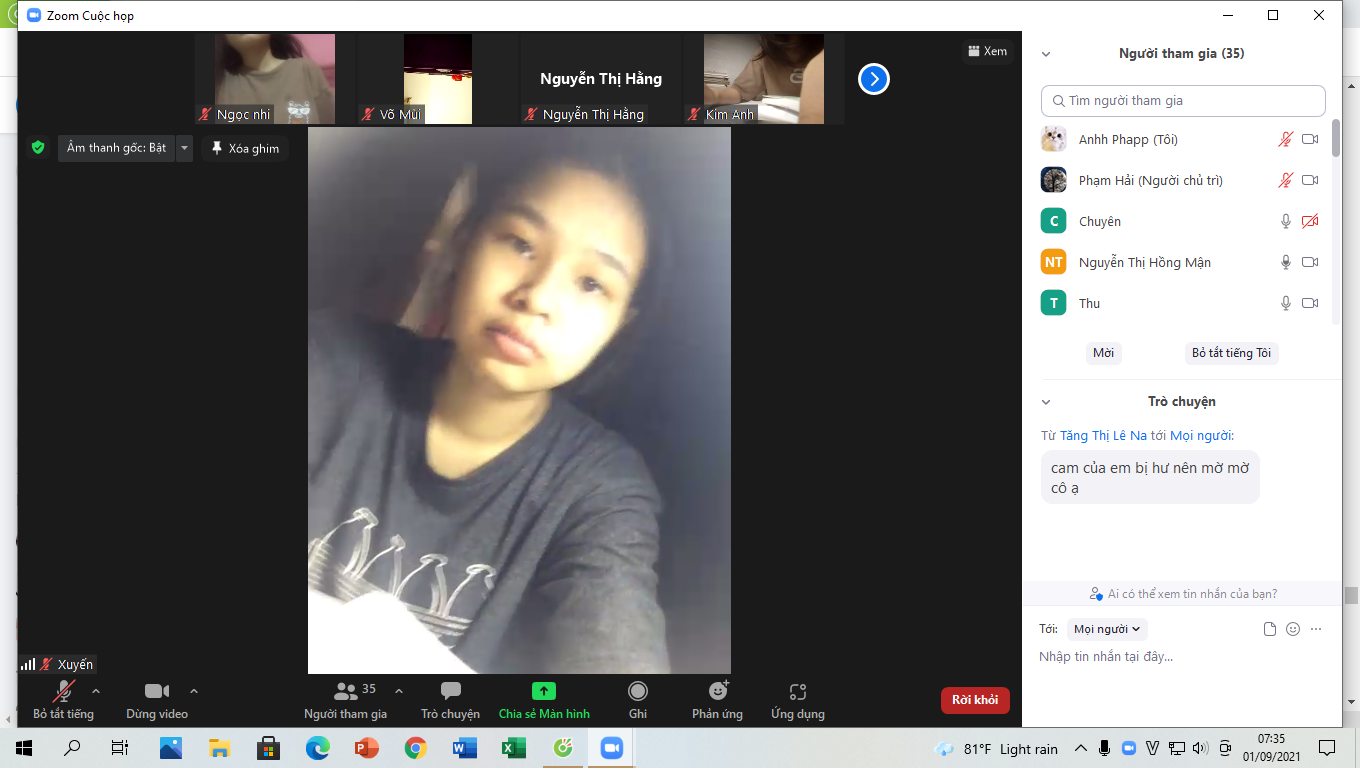 Zoom Cuộc họp
Ngọc nhi
Võ Mùi
Nguyễn Thị Hằng
Nguyễn Thị Hằng
Kim Anh
Xem
Âm thanh gốc: Bật
Xóa ghim
Xuyến
Bỏ tắt tiếng
Dừng video
35
Người tham gia
Trò chuyện
Chia sẻ Màn hình
Ghi
Phản ứng
Ứng dụng
Rời khỏi
Người tham gia (35)
Tìm người tham gia
Anhh Phapp (Tôi)
Phạm Hải (Người chủ trì)
C Chuyên
NT Nguyễn Thị Hồng Mận
T Thu
Mời
Bỏ tắt tiếng Tôi
Trò chuyện
Từ Tăng Thị Lê Na tới Mọi người:
cam của em bị hư nên mờ mờ
cô ạ
Ai có thể xem tin nhắn của bạn?
Tới: Mọi người
Nhập tin nhắn tại đây...
81°F Light rain
07:35
01/09/2021